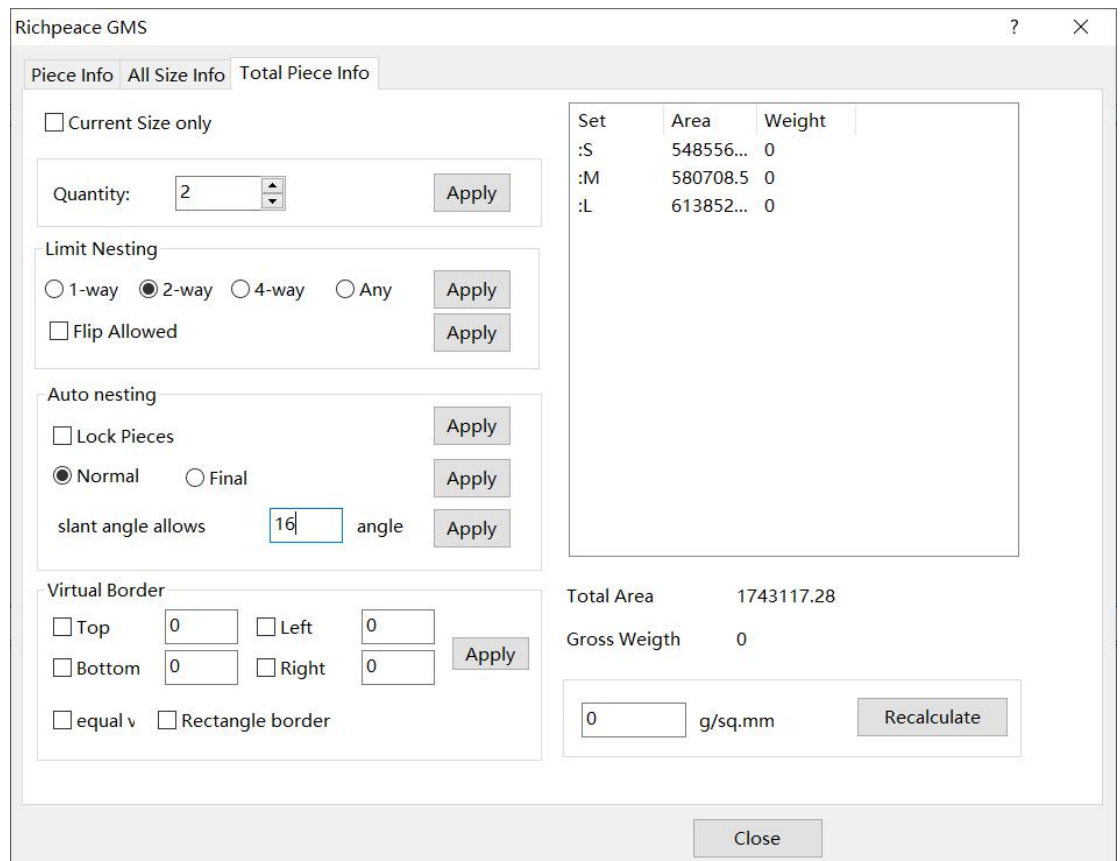 Richpeace GMS ?
Piece Info All Size Info Total Piece Info
Current Size only
Quantity: 2 Apply
Limit Nesting
1-way 2-way 4-way Any Apply
Flip Allowed Apply
Auto nesting
Lock Pieces Apply
Normal Final Apply
slant angle allows 16 angle Apply
Virtual Border
Top 0 Left 0
Bottom 0 Right 0 Apply
equal v Rectangle border
Set Area Weight
:S 548556... 0
:M 580708.5 0
:L 613852... 0
Total Area 1743117.28
Gross Weigth 0
0 g/sq.mm Recalculate
Close